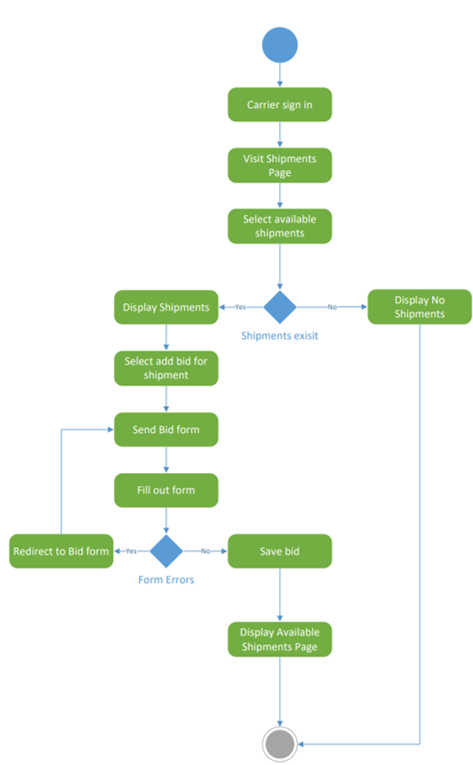 Carrier sign in
Visit Shipments
Page
Select available
shipments
Display Shipments
Yes
No
Display No
Shipments
Shipments exisit
Select add bid for
shipment
Send Bid form
Fill out form
Redirect to Bid form
Yes
No
Save bid
Form Errors
Display Available
Shipments Page